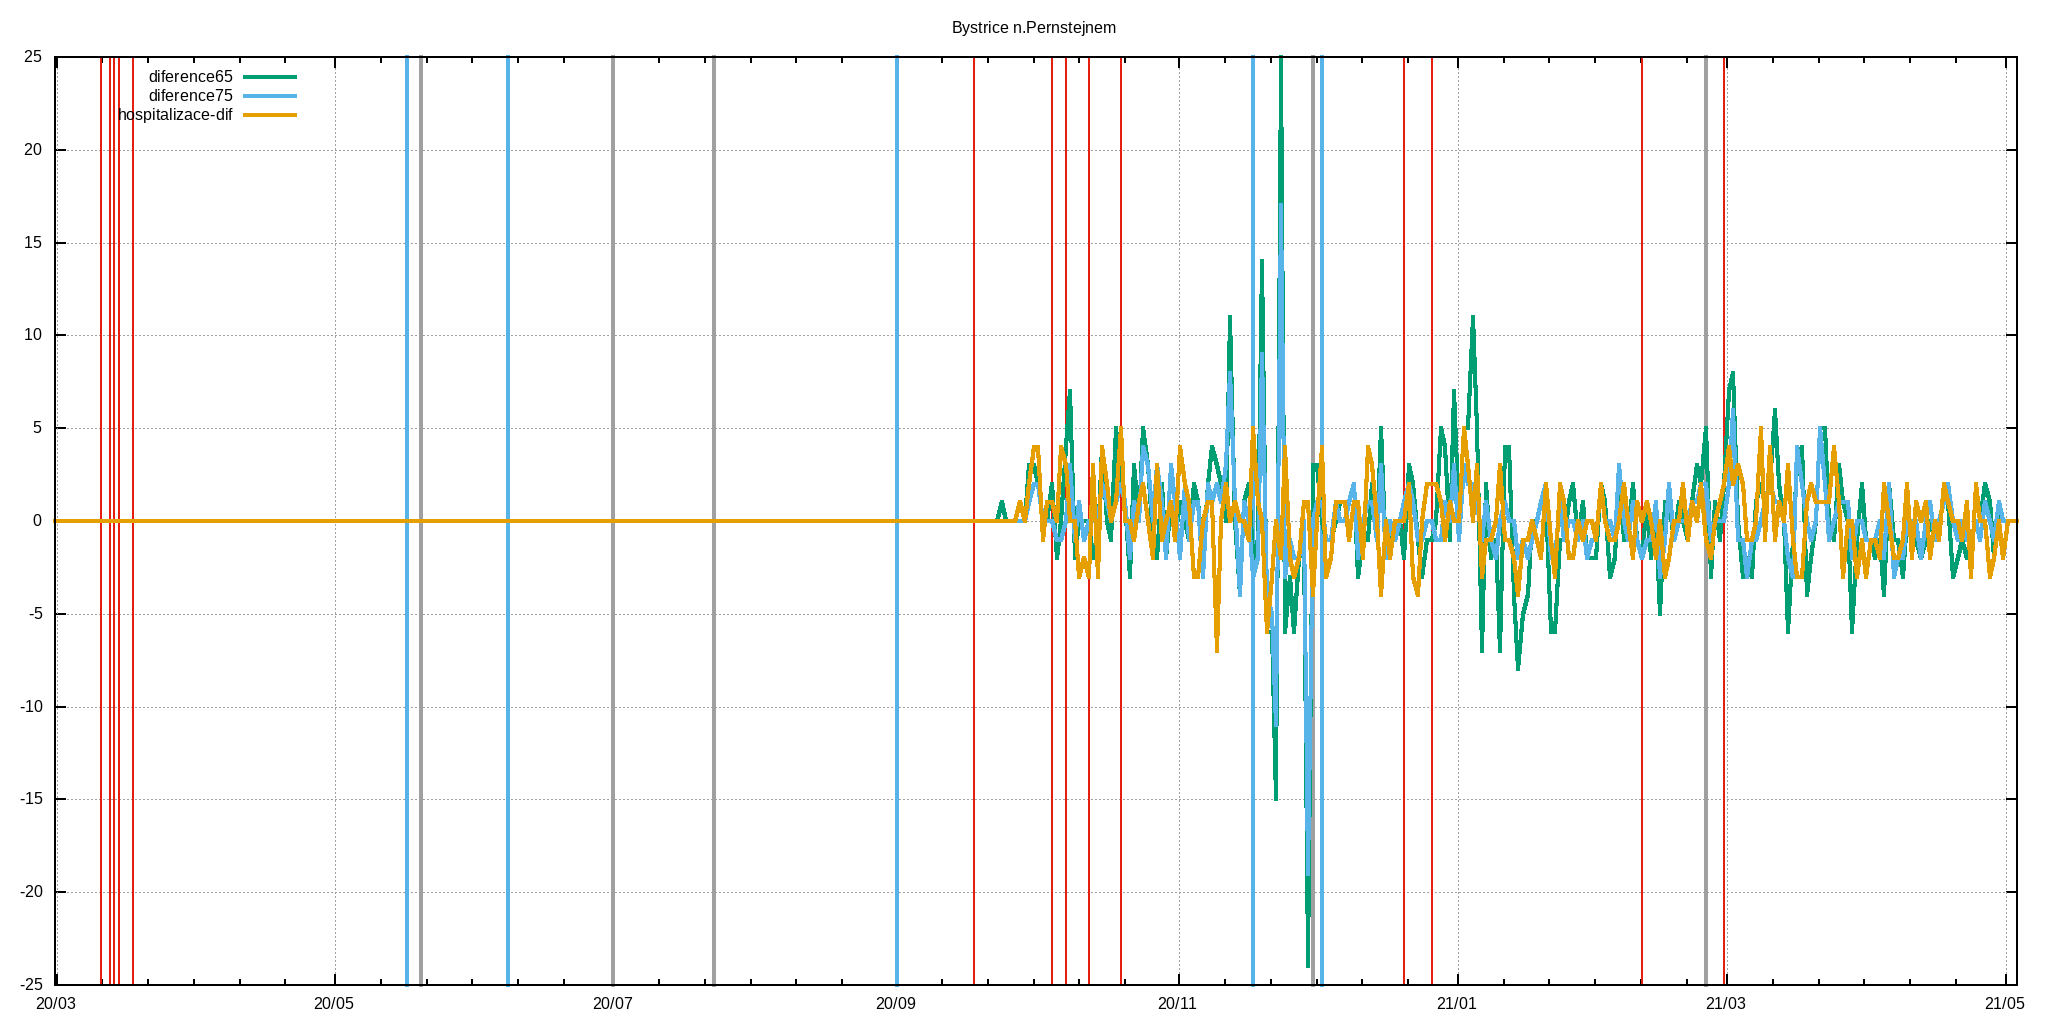 Bystrice n.Pernstejnem
25
20
15
10
5
0
-5
-10
-15
-20
-25
diference65
diference75
hospitalizace-dif
20/03 20/05 20/07 20/09 20/11 21/01 21/03 21/05